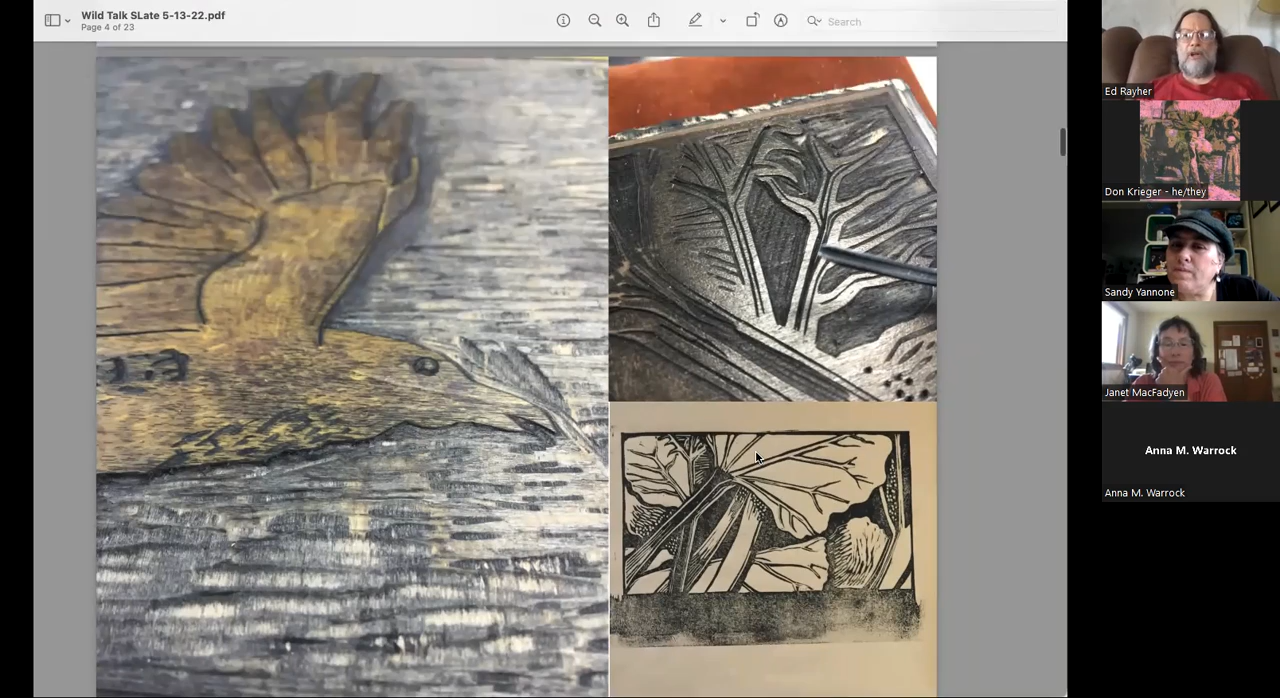 Wild Talk SLate 5-13-22.pdf
Page 4 of 23
Search
Ed Rayher
Don Krieger - he/they
Sandy Yannone
Janet MacFadyen
Anna M. Warrock
Anna M. Warrock